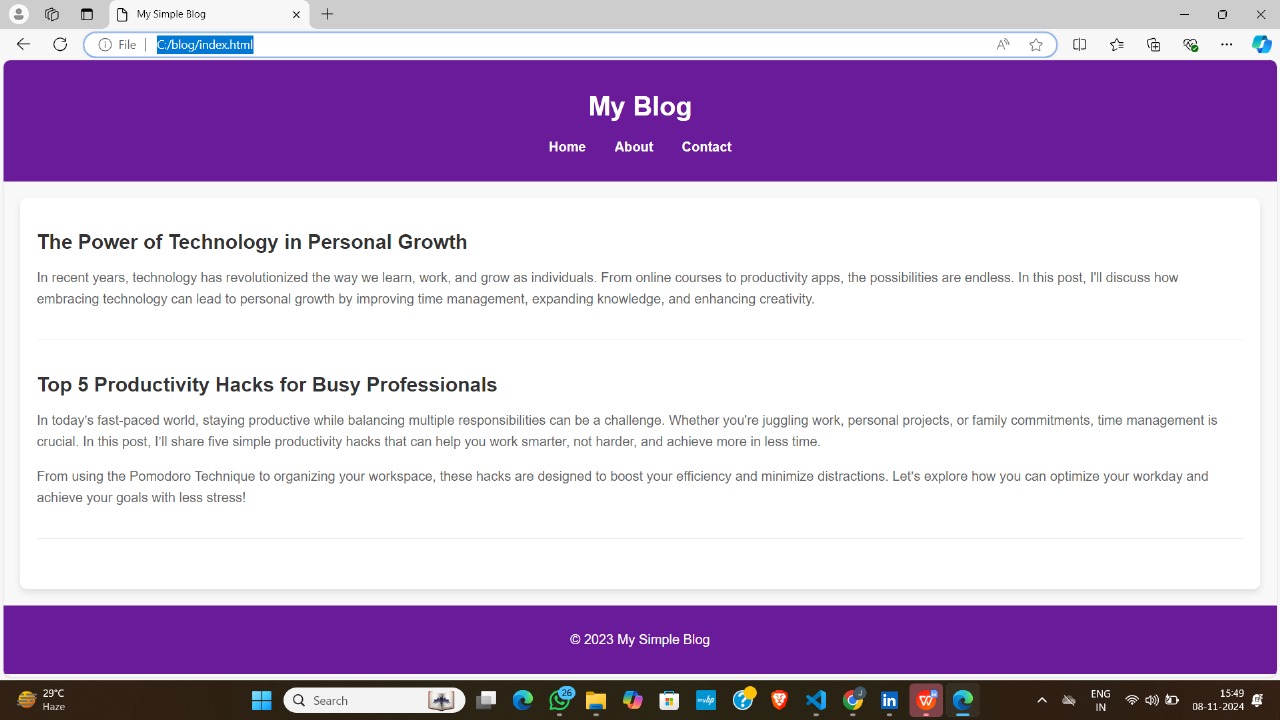 My Simple Blog
File
C:/blog/index.html
My Blog
Home About Contact
The Power of Technology in Personal Growth
In recent years, technology has revolutionized the way we learn, work, and grow as individuals. From online courses to productivity apps, the possibilities are endless. In this post, I'll discuss how
embracing technology can lead to personal growth by improving time management, expanding knowledge, and enhancing creativity.
Top 5 Productivity Hacks for Busy Professionals
In today's fast-paced world, staying productive while balancing multiple responsibilities can be a challenge. Whether you're juggling work, personal projects, or family commitments, time management is
crucial. In this post, I'll share five simple productivity hacks that can help you work smarter, not harder, and achieve more in less time.
From using the Pomodoro Technique to organizing your workspace, these hacks are designed to boost your efficiency and minimize distractions. Let's explore how you can optimize your workday and
achieve your goals with less stress!
© 2023 My Simple Blog
29°C
Haze
Search
26
ENG
IN
15:49
08-11-2024